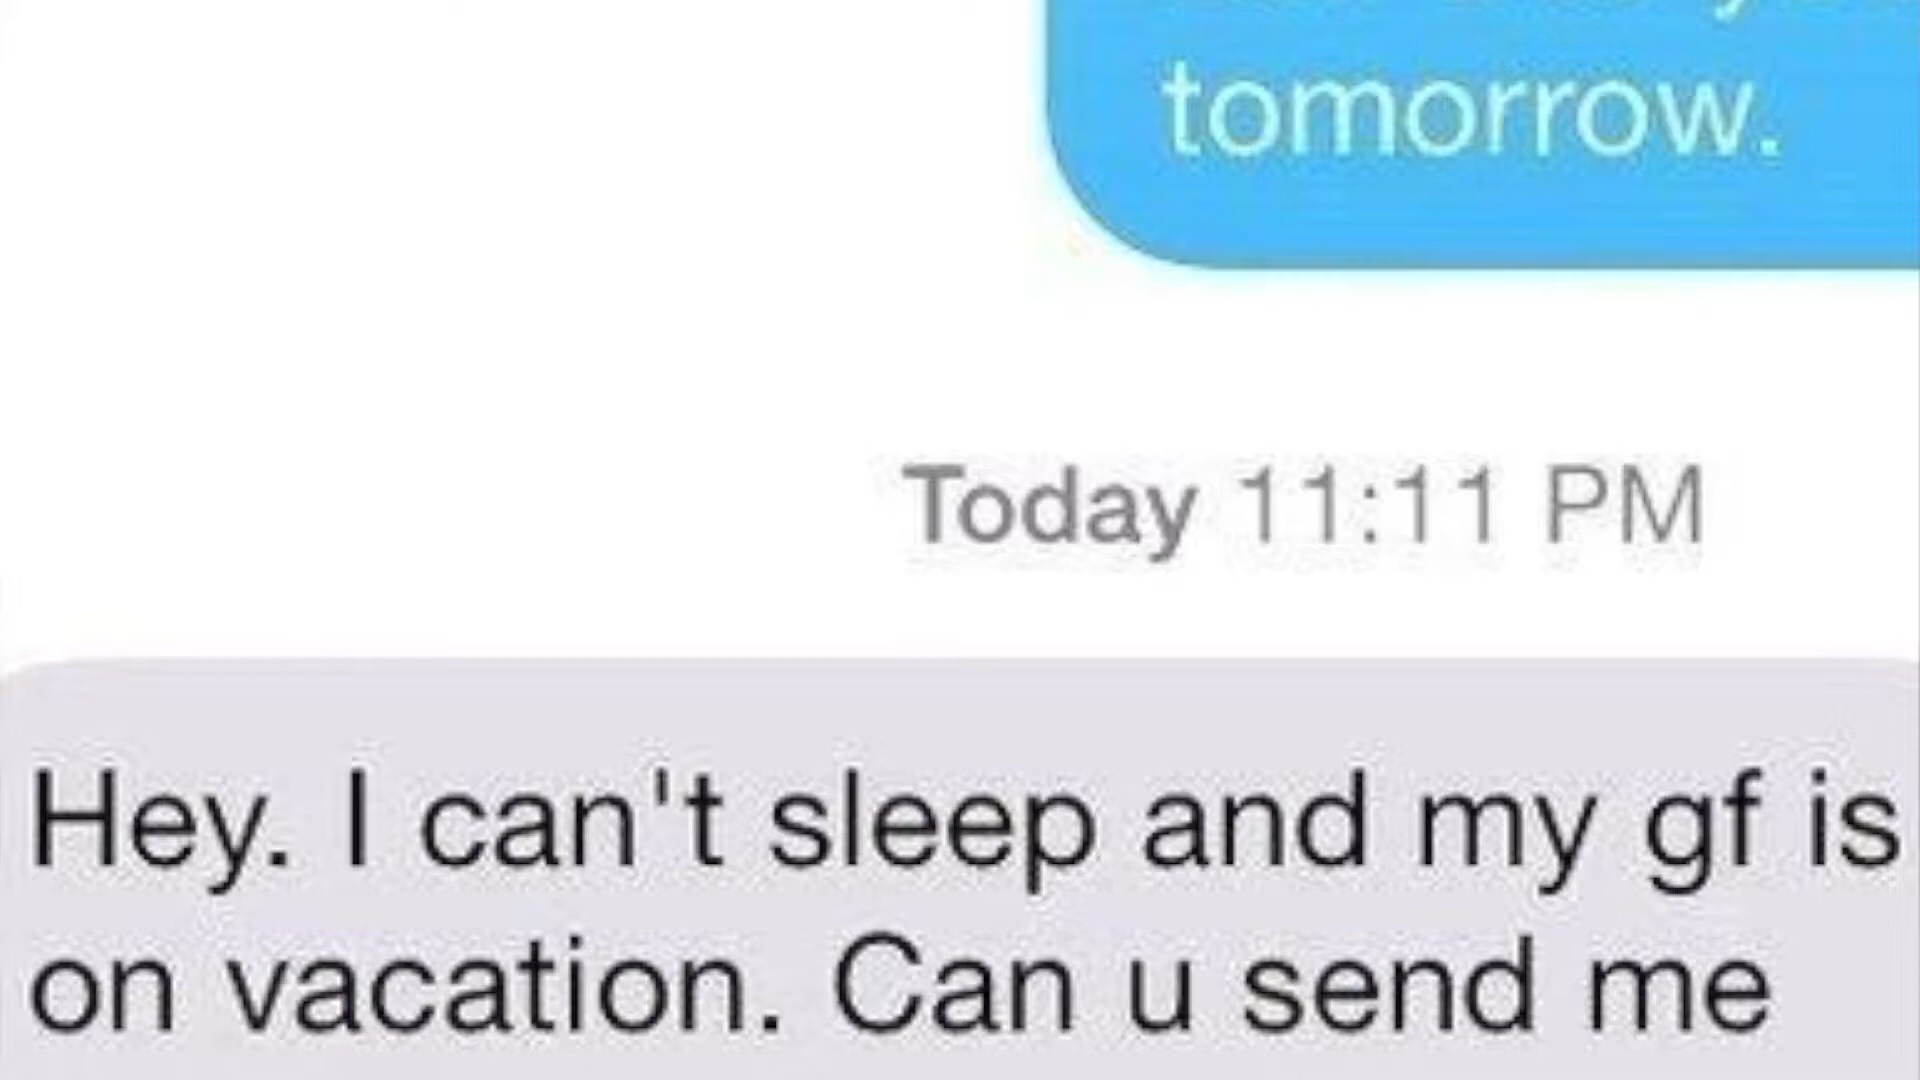 tomorrow.
Today 11:11 PM
Hey. I can't sleep and my gf is
on vacation. Can u send me